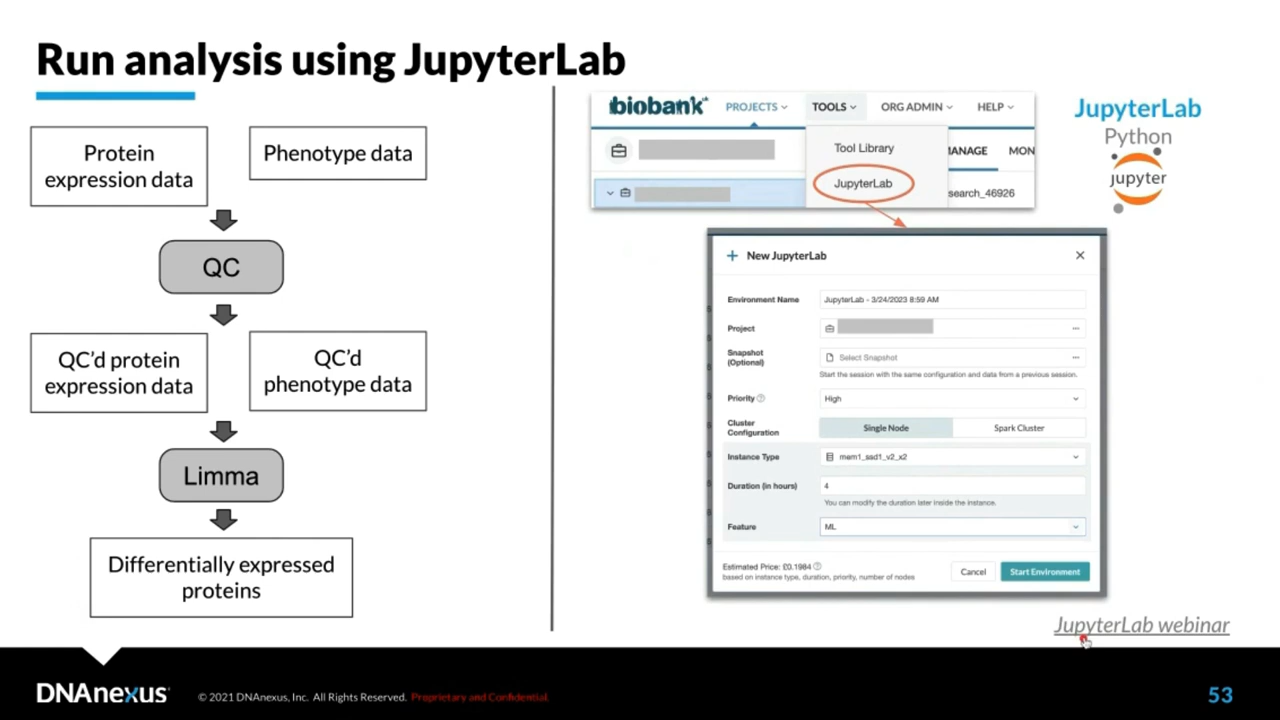 Run analysis using JupyterLab
Protein
expression data
Phenotype data
QC
QC'd protein
expression data
QC'd
phenotype data
Limma
Differentially expressed
proteins
biobank
PROJECTS
TOOLS
ORG ADMIN
HELP
Tool Library
JupyterLab
ANAGE
MON
search_46926
JupyterLab
Python
jupyter
+ New JupyterLab
Environment Name
JupyterLab - 3/24/2023 8:59 AM
Project
Snapshot
(Optional)
Select Snapshot
Start the session with the same configuration and data from a previous session.
Priority
High
Cluster
Configuration
Single Node
Spark Cluster
Instance Type
mem1_ssd1_v2_x2
Duration (in hours)
4
You can modify the duration later inside the instance.
Feature
ML
Estimated Price: £0.1984
based on instance type, duration, priority, number of nodes
Cancel
Start Environment
JupyterLab webinar
DNAnexus
© 2021 DNAnexus, Inc. All Rights Reserved. Proprietary and Confidential.
53